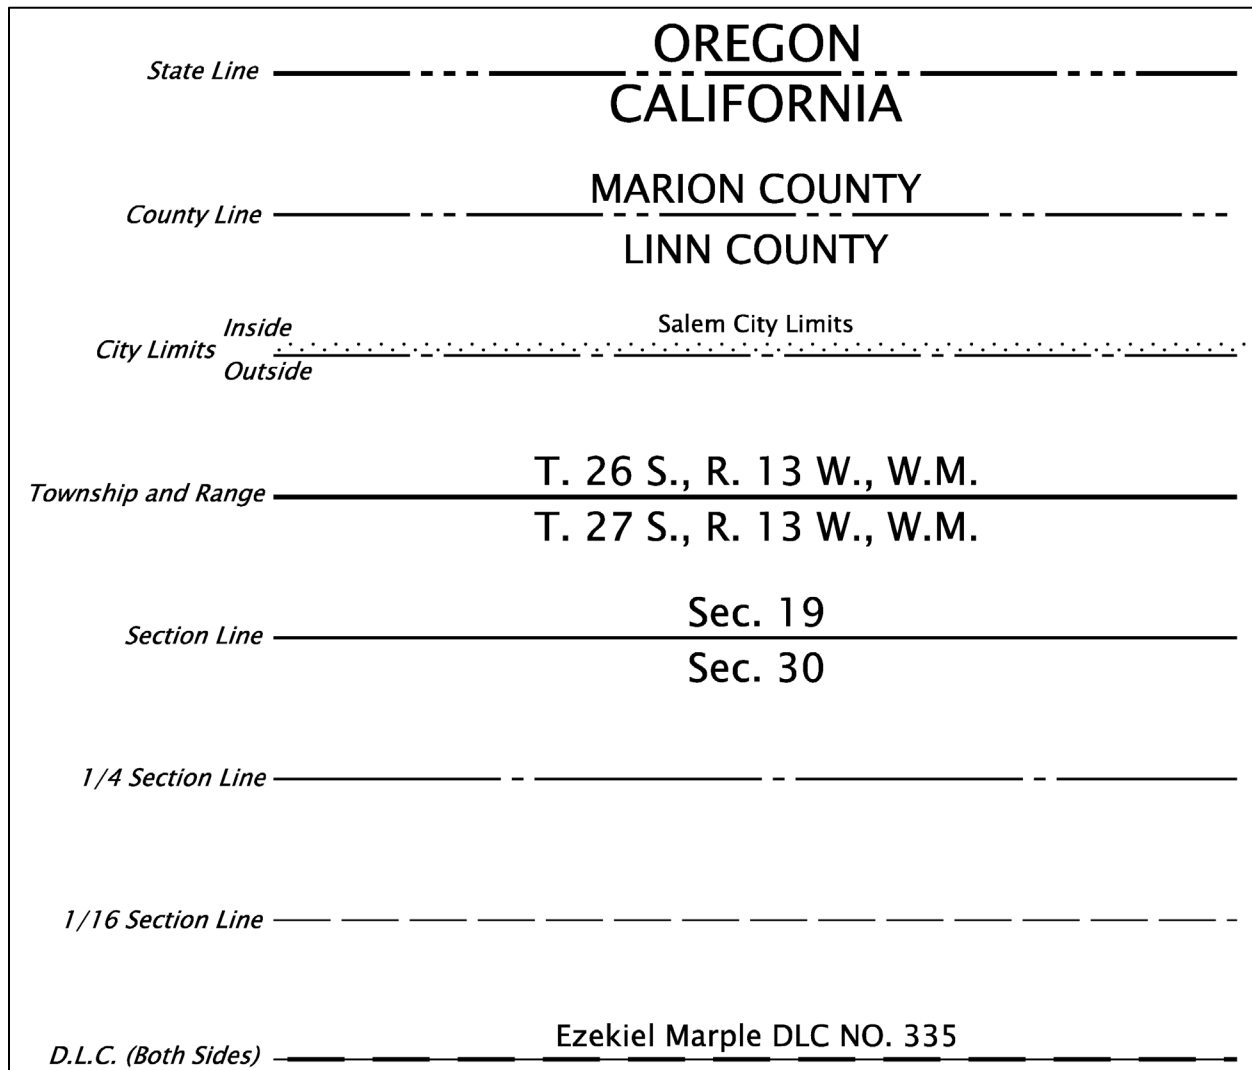 OREGON
State Line
CALIFORNIA
MARION COUNTY
County Line
LINN COUNTY
Inside
Salem City Limits
City Limits
Outside
T. 26 S., R. 13 W., W.M.
Township and Range
T. 27 S., R. 13 W., W.M.
Sec. 19
Section Line
Sec. 30
1/4 Section Line
1/16 Section Line
Ezekiel Marple DLC NO. 335
D.L.C. (Both Sides)